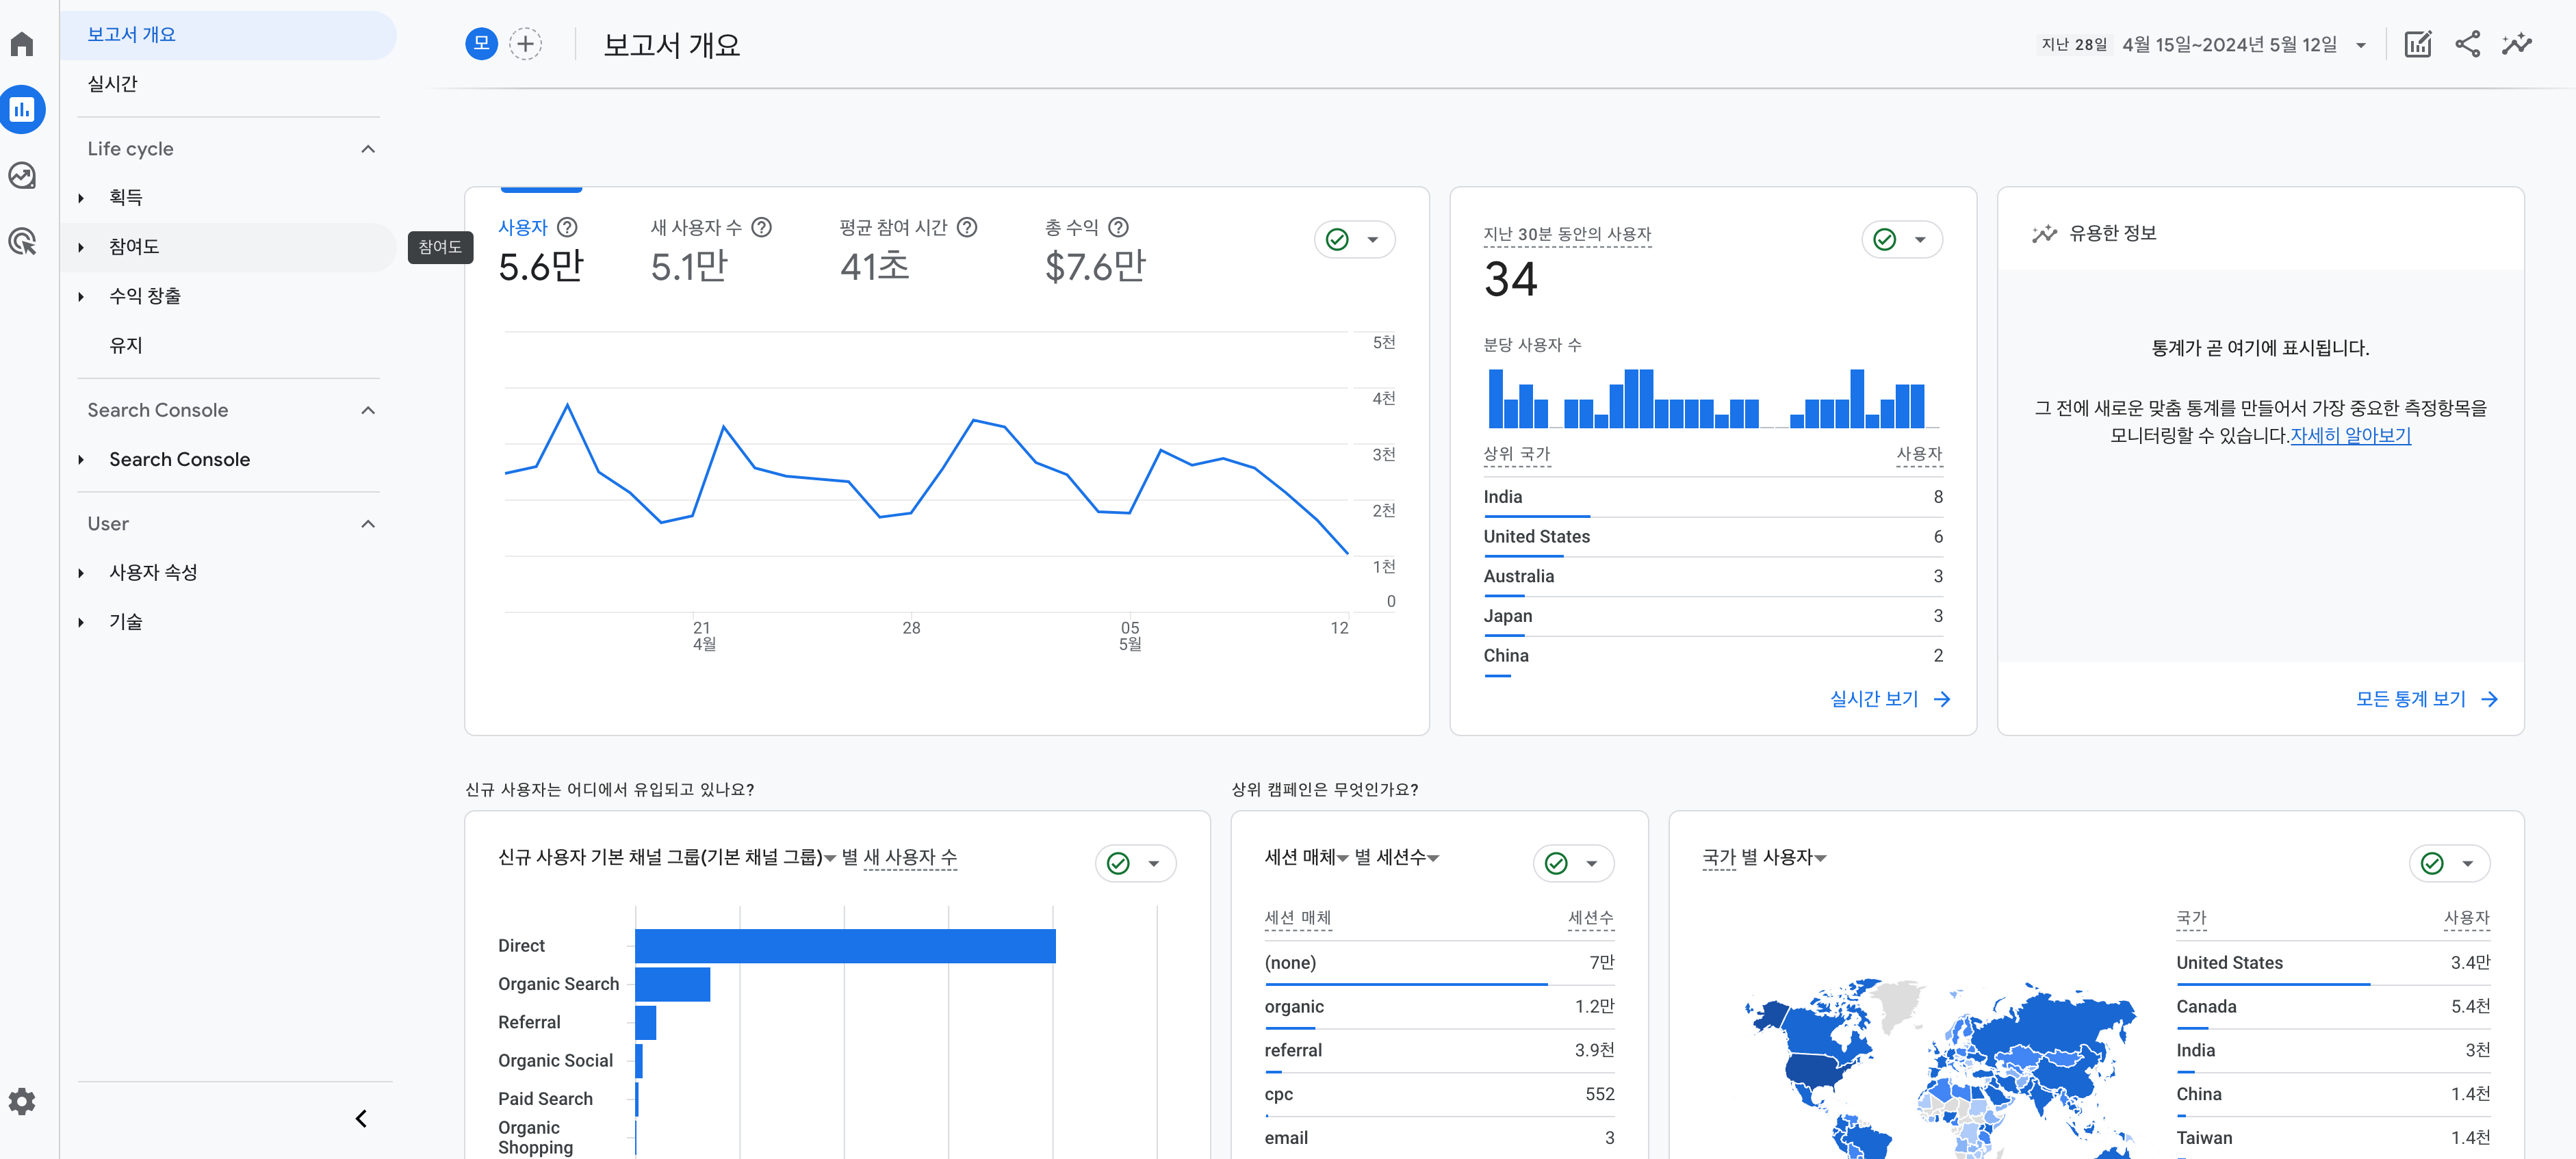 보고서 개요
실시간
Life cycle
획득
참여도
수익 창출
유지
Search Console
Search Console
User
사용자 속성
기술
참여도
모
보고서 개요
지난 28일 4월 15일~2024년 5월 12일
사용자
5.6만
새 사용자 수
5.1만
평균 참여 시간
41초
총 수익
$7.6만
5천
4천
3천
2천
1천
0
21
4월
28
05
5월
12
지난 30분 동안의 사용자
34
분당 사용자 수
상위 국가 사용자
India 8
United States 6
Australia 3
Japan 3
China 2
실시간 보기
유용한 정보
통계가 곧 여기에 표시됩니다.
그 전에 새로운 맞춤 통계를 만들어서 가장 중요한 측정항목을
모니터링할 수 있습니다.자세히 알아보기
모든 통계 보기
신규 사용자는 어디에서 유입되고 있나요?
신규 사용자 기본 채널 그룹(기본 채널 그룹) 별 새 사용자 수
Direct
Organic Search
Referral
Organic Social
Paid Search
Organic
Shopping
상위 캠페인은 무엇인가요?
세션 매체 별 세션수
세션 매체 세션수
(none) 7만
organic 1.2만
referral 3.9천
cpc 552
email 3
국가 별 사용자
국가 사용자
United States 3.4만
Canada 5.4천
India 3천
China 1.4천
Taiwan 1.4천